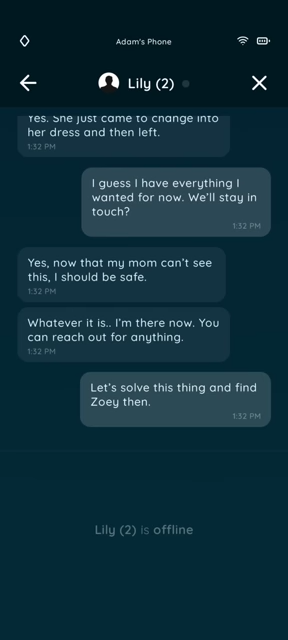 Adam's Phone
Lily (2)
Yes. She just came to change into
her dress and then left.
1:32 PM
I guess I have everything I
wanted for now. We'll stay in
touch?
1:32 PM
Yes, now that my mom can't see
this, I should be safe.
1:32 PM
Whatever it is.. I'm there now. You
can reach out for anything.
1:32 PM
Let's solve this thing and find
Zoey then.
1:32 PM
Lily (2) is offline